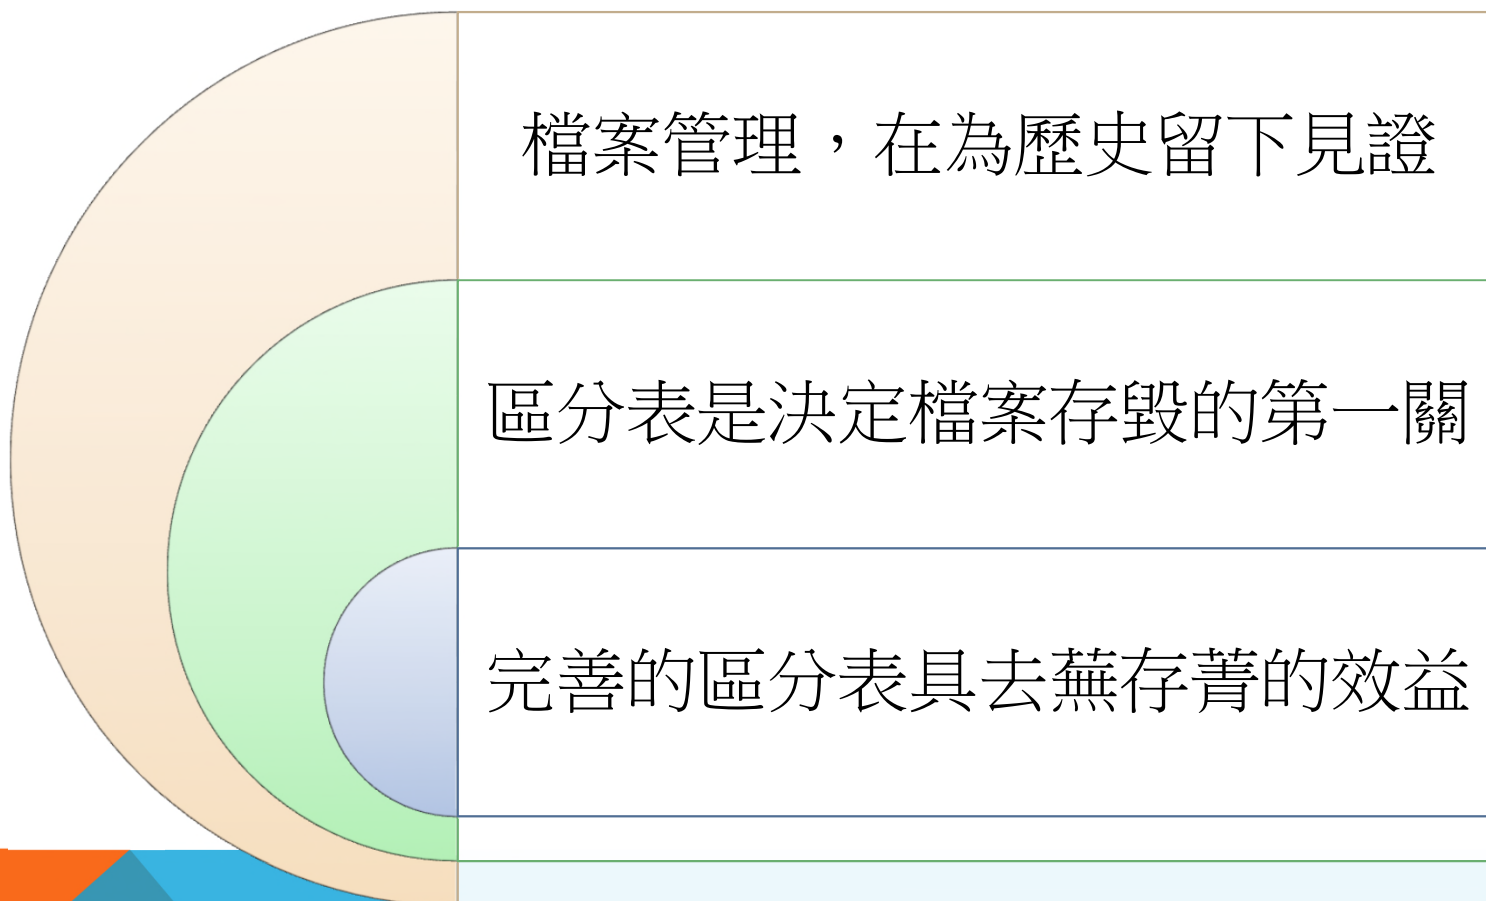 檔案管理，在為歷史留下見證
區分表是決定檔案存毀的第一關
完善的區分表具去蕪存菁的效益